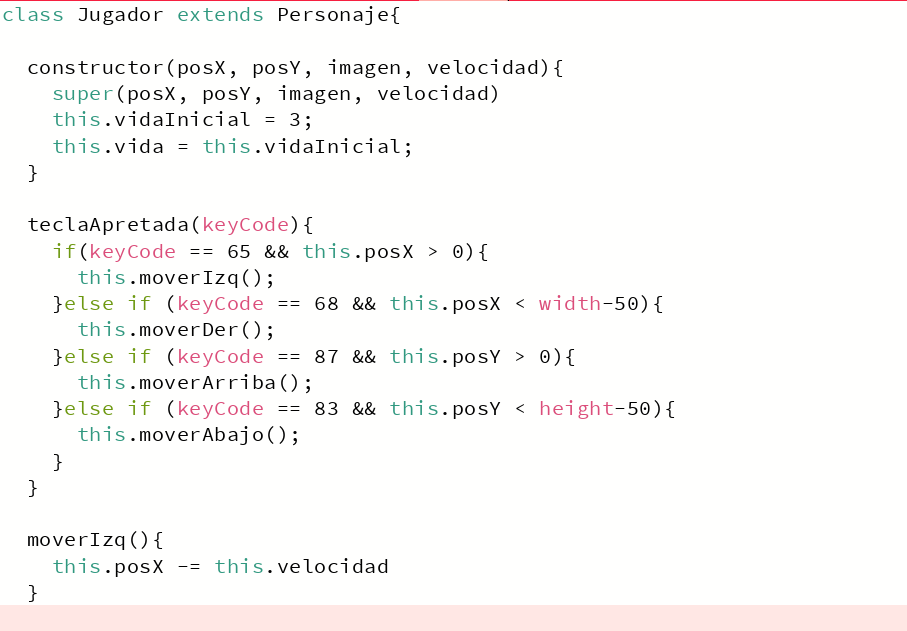 class Jugador extends Personaje{
constructor(posX, posY, imagen, velocidad){
super(posX, posY, imagen, velocidad)
this.vidaInicial = 3;
this.vida = this.vidaInicial;
}
teclaApretada(keyCode){
if(keyCode == 65 && this.posX > 0){
this.moverIzq();
}else if (keyCode == 68 && this.posX < width-50){
this.moverDer();
}else if (keyCode == 87 && this.posY > 0){
this.moverArriba();
}else if (keyCode == 83 && this.posY < height-50){
this.moverAbajo();
}
}
moverIzq(){
this.posX -= this.velocidad
}